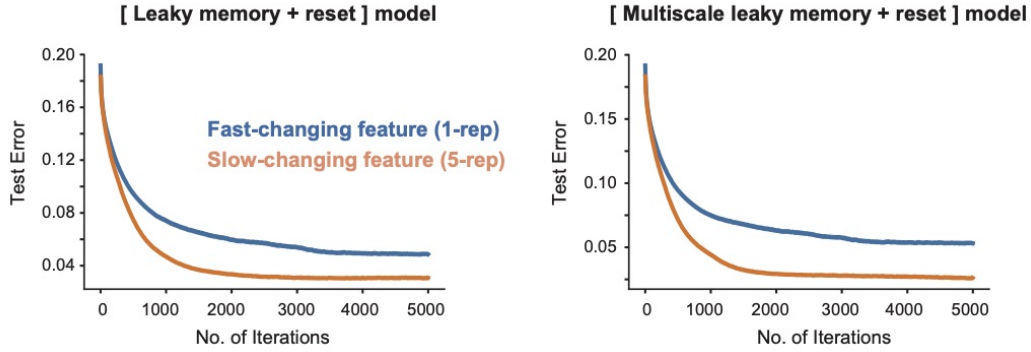 [ Leaky memory + reset ] model
0.20
0.16
0.12
0.08
0.04
Test Error
Fast-changing feature (1-rep)
Slow-changing feature (5-rep)
0 1000 2000 3000 4000 5000
No. of Iterations
[ Multiscale leaky memory + reset ] model
0.20
0.15
0.10
0.05
Test Error
0 1000 2000 3000 4000 5000
No. of Iterations